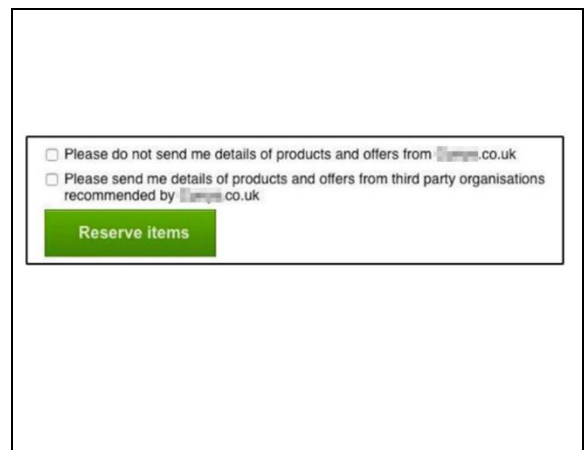 Please do not send me details of products and offers from .co.uk
Please send me details of products and offers from third party organisations
recommended by .co.uk
Reserve items